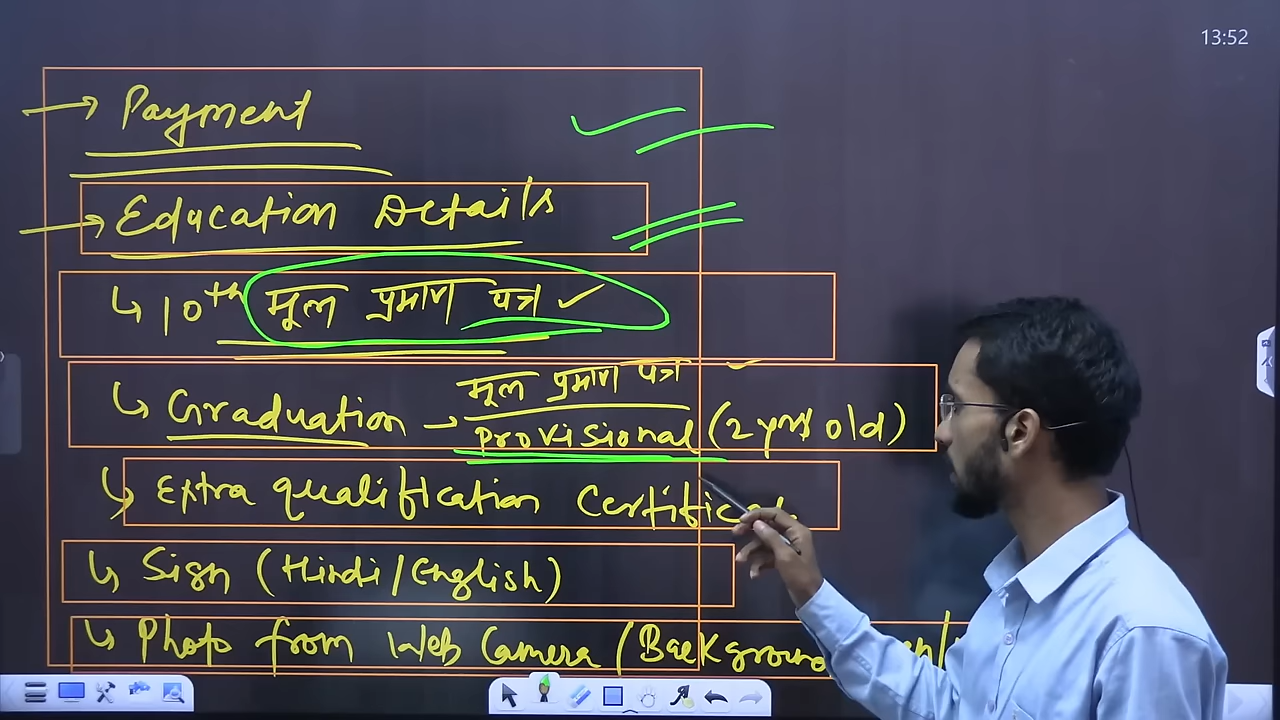 13:52
→ Payment
→ Education Details
↳ 10th मूल प्रमाण पत्र ✓
मूल प्रमाण पत्र ✓
↳ Graduation → Provisional (2 yrs old)
↳ Extra qualification Certificat
↳ Sign (Hindi/English)
↳ Photo from Web Camera / (Background